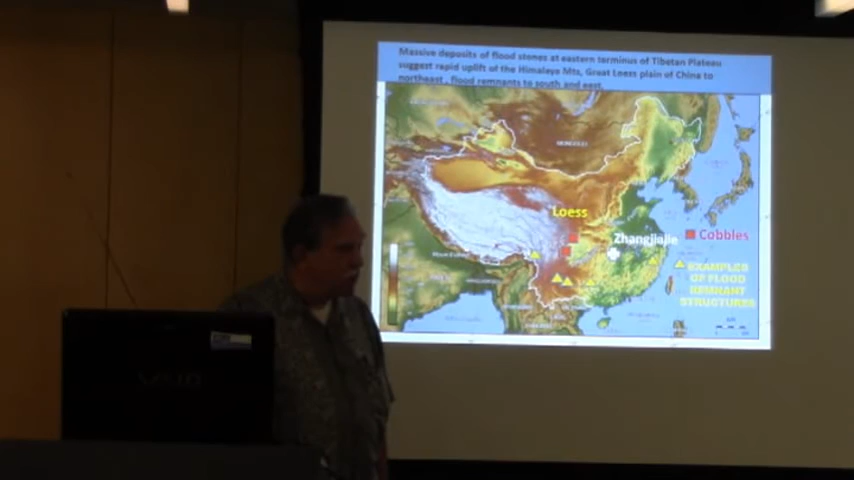 Massive deposits of flood stones at eastern terminus of Tibetan Plateau
suggest rapid uplift of the Himalaya Mts, Great Loess plain of China to
northeast , flood remnants to south and east.
MONGOLIA
Loess
Zhangjiajie
Cobbles
EXAMPLES
OF FLOOD
REMNANT
STRUCTURES
VAIO